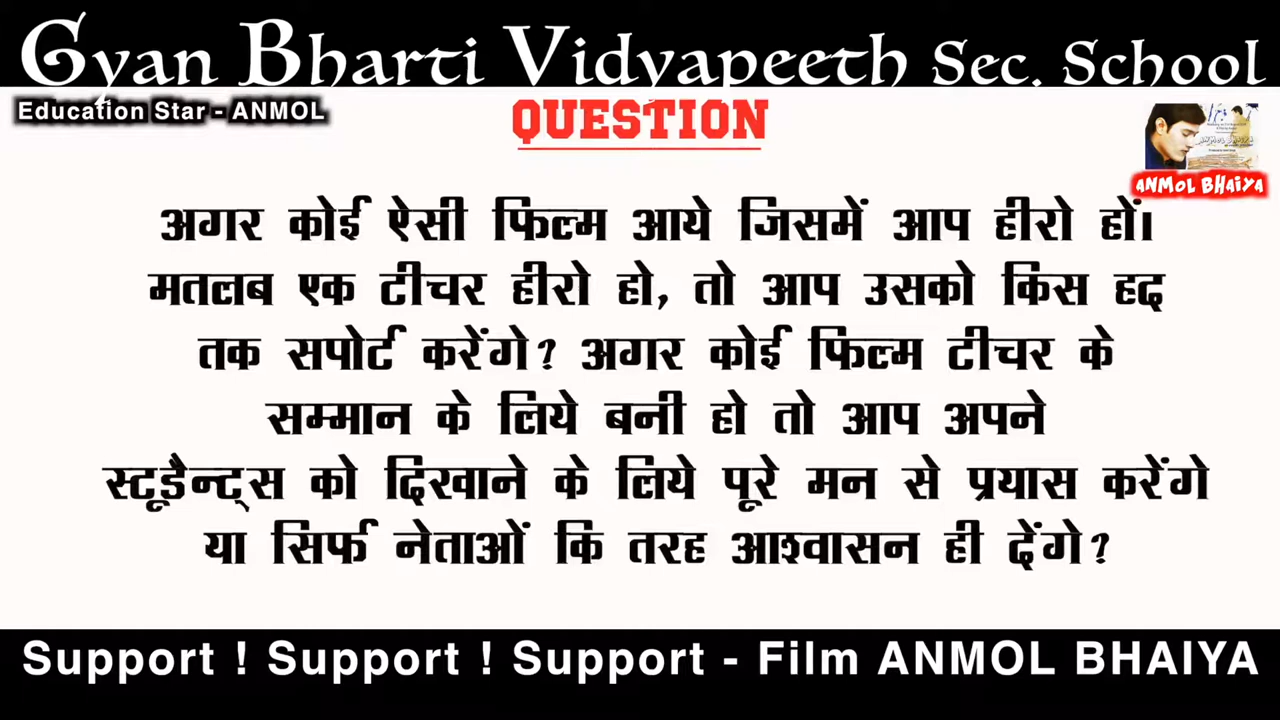 Gyan Bharti Vidyapeeth Sec. School
Education Star - ANMOL
QUESTION
ANMOL BHAIYA
अगर कोई ऐसी फिल्म आये जिसमें आप हीरो हों।
मतलब एक टीचर हीरो हो, तो आप उसको किस हद
तक सपोर्ट करेंगे? अगर कोई फिल्म टीचर के
सम्मान के लिये बनी हो तो आप अपने
स्टूडैन्ट्स को दिखाने के लिये पूरे मन से प्रयास करेंगे
या सिर्फ नेताओं कि तरह आश्वासन ही देंगे?
Support ! Support ! Support - Film ANMOL BHAIYA